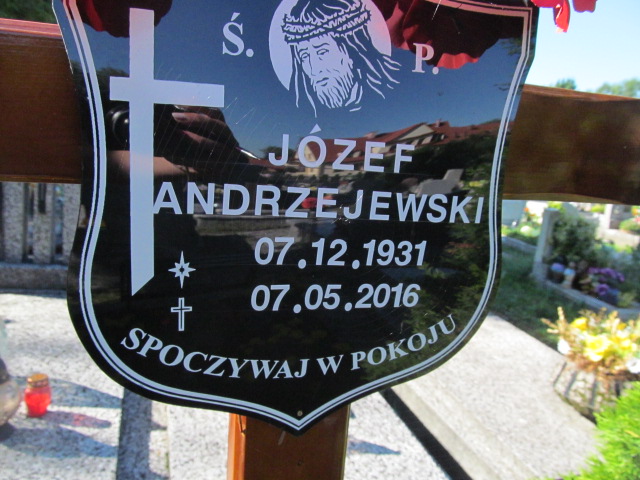 Ś. P.
JÓZEF
ANDRZEJEWSKI
07.12.1931
07.05.2016
SPOCZYWAJ W POKOJU